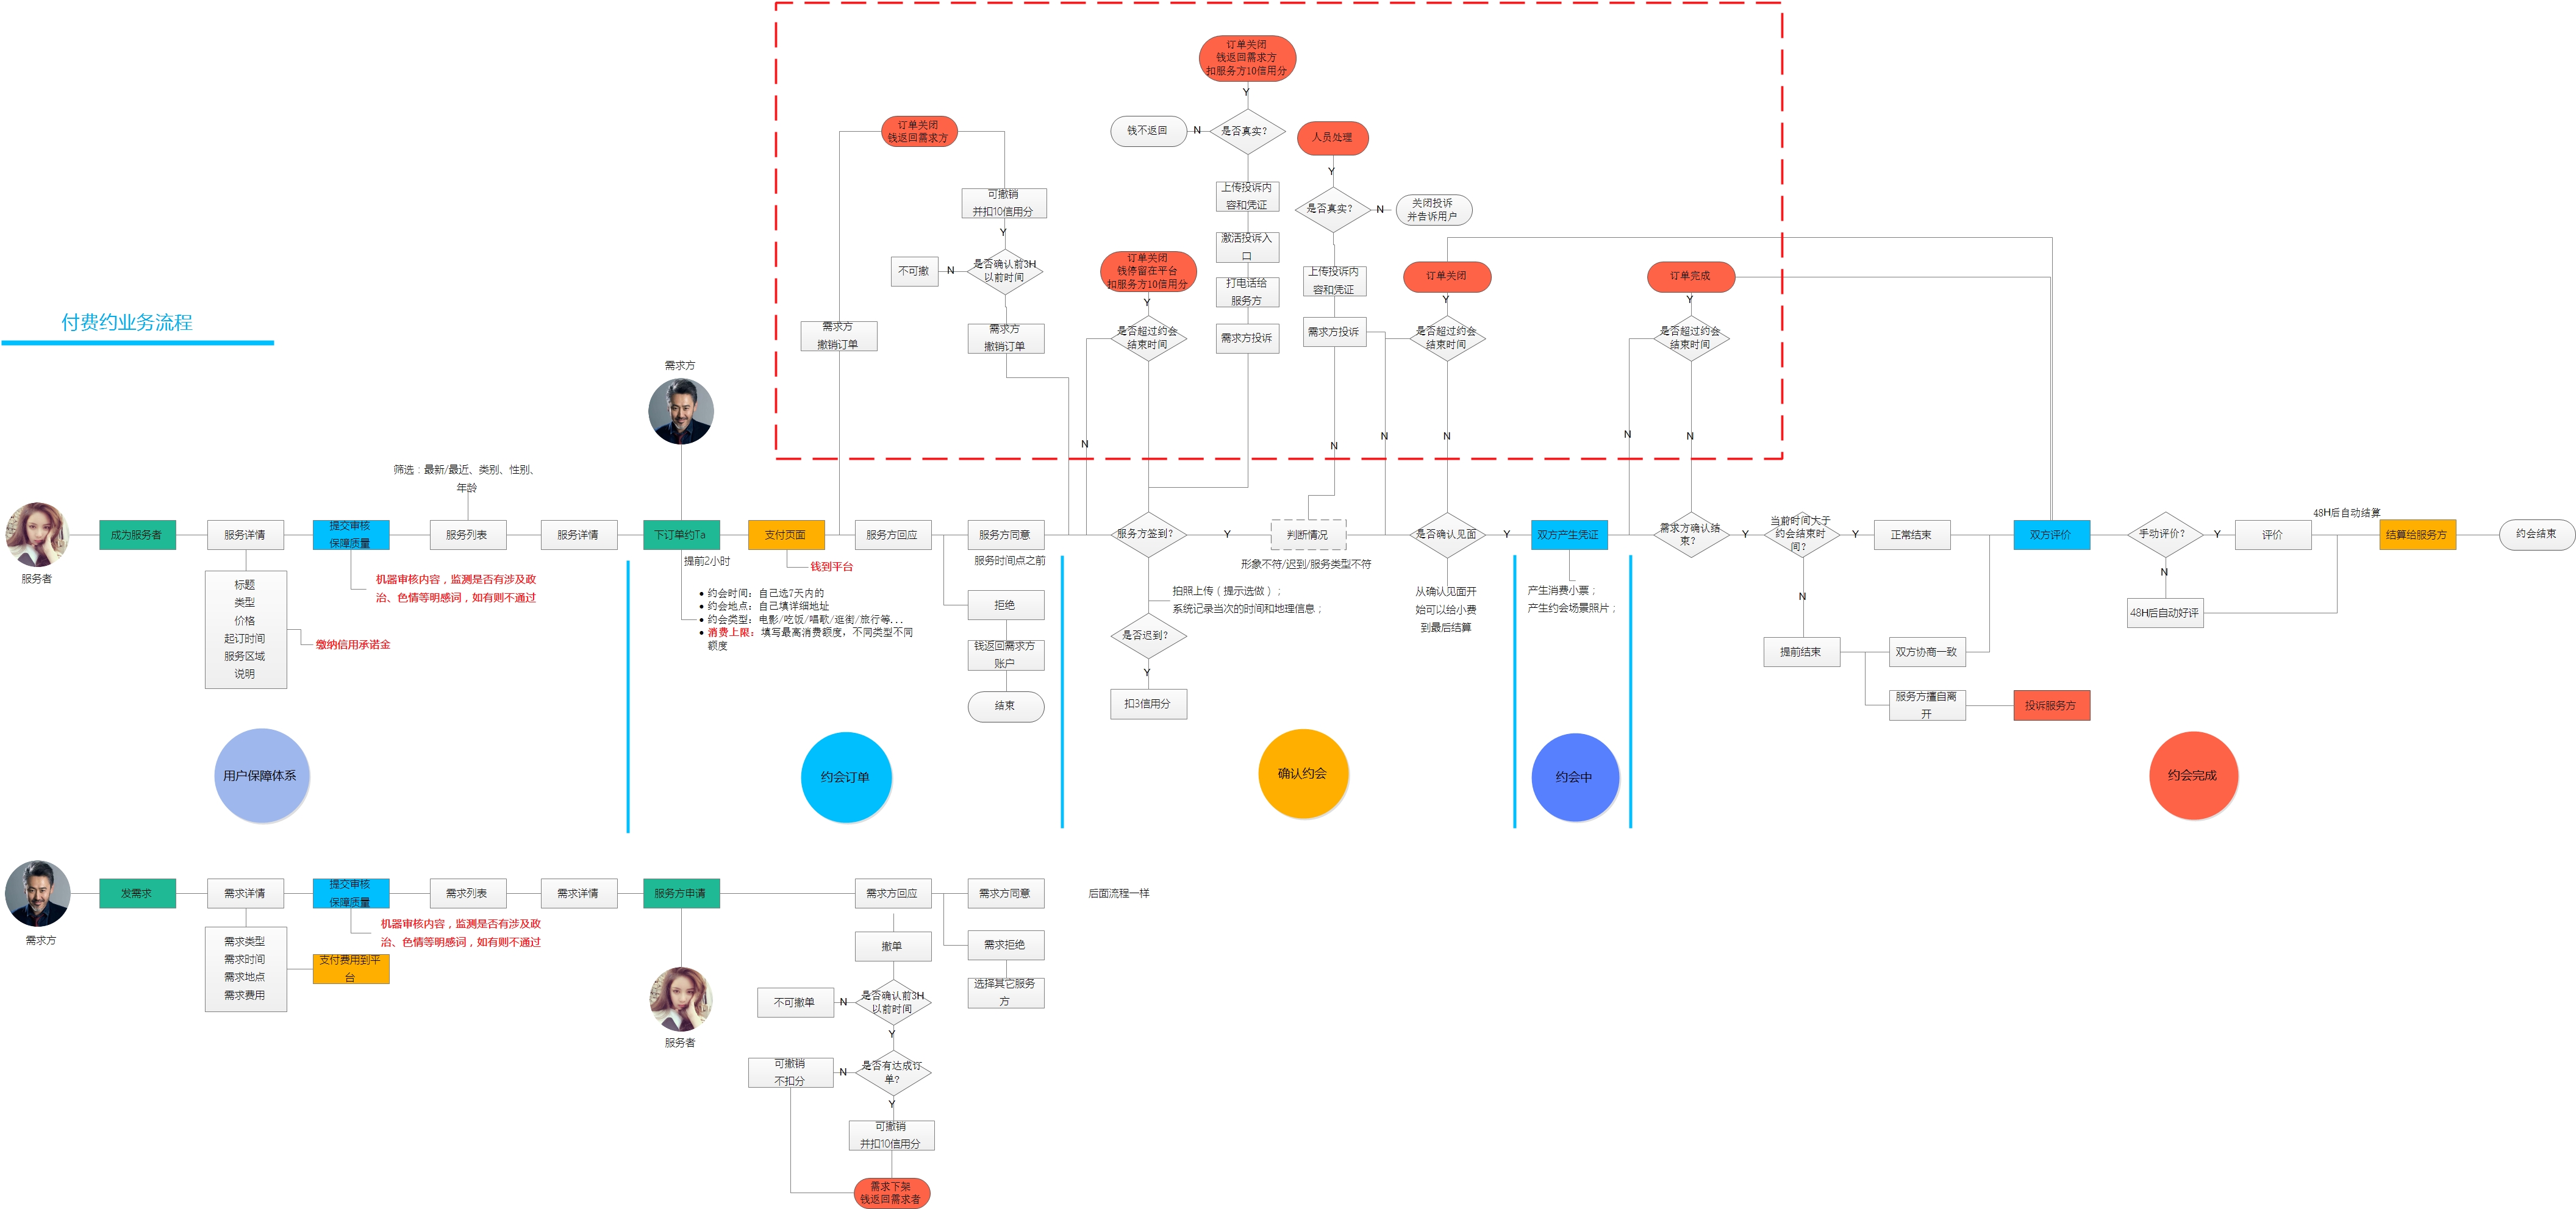 付费约业务流程
订单关闭
钱返回需求方
扣服务方10信用分
Y
钱不返回
N
是否真实?
上传投诉内
容和凭证
激活投诉入
口
打电话给
服务方
需求方投诉
订单关闭
钱返回需求方
可撤销
并扣10信用分
Y
不可撤
N
是否确认前3H
以前时间
需求方
撤销订单
需求方
撤销订单
订单关闭
钱停留在平台
扣服务方10信用分
Y
是否超过约会
结束时间
N
人员处理
Y
是否真实?
N
关闭投诉
并告诉用户
上传投诉内
容和凭证
需求方投诉
N
订单关闭
Y
是否超过约会
结束时间
N
N
订单完成
Y
是否超过约会
结束时间
N
N
需求方
筛选：最新/最近、类别、性别、
年龄
服务者
成为服务者
服务详情
提交审核
保障质量
服务列表
服务详情
下订单约Ta
支付页面
服务方回应
服务方同意
服务时间点之前
服务方签到?
Y
判断情况
形象不符/迟到/服务类型不符
是否确认见面
Y
双方产生凭证
需求方确认结
束?
Y
当前时间大于
约会结束时
间?
Y
正常结束
双方评价
手动评价?
Y
评价
48H后自动结算
结算给服务方
约会结束
标题
类型
价格
起订时间
服务区域
说明
缴纳信用承诺金
机器审核内容，监测是否有涉及政
治、色情等明感词，如有则不通过
提前2小时
钱到平台
• 约会时间：自己选7天内的
• 约会地点：自己填详细地址
• 约会类型：电影/吃饭/唱歌/逛街/旅行等...
• 消费上限：填写最高消费额度，不同类型不同
额度
拒绝
钱返回需求方
账户
结束
拍照上传（提示选做）；
系统记录当次的时间和地理信息；
是否迟到?
Y
扣3信用分
从确认见面开
始可以给小费
到最后结算
产生消费小票；
产生约会场景照片；
N
提前结束
双方协商一致
服务方擅自离
开
投诉服务方
N
48H后自动好评
用户保障体系
约会订单
确认约会
约会中
约会完成
需求方
发需求
需求详情
提交审核
保障质量
需求列表
需求详情
服务方申请
需求方回应
需求方同意
后面流程一样
需求类型
需求时间
需求地点
需求费用
支付费用到平
台
机器审核内容，监测是否有涉及政
治、色情等明感词，如有则不通过
服务者
撤单
需求拒绝
选择其它服务
方
不可撤单
N
是否确认前3H
以前时间
Y
可撤销
不扣分
N
是否有达成订
单?
Y
可撤销
并扣10信用分
需求下架
钱返回需求者